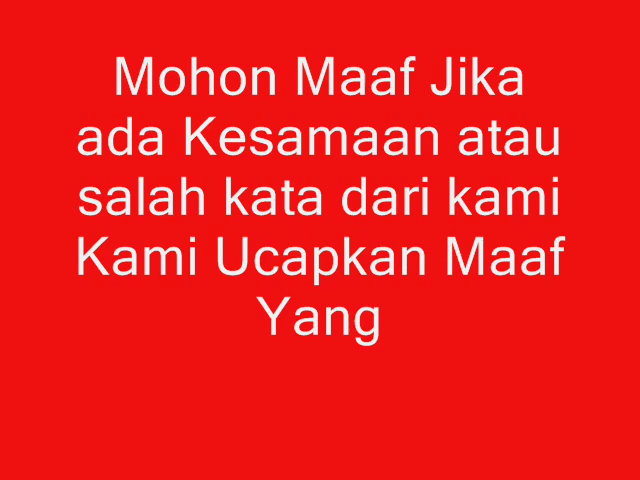 Mohon Maaf Jika
ada Kesamaan atau
salah kata dari kami
Kami Ucapkan Maaf
Yang